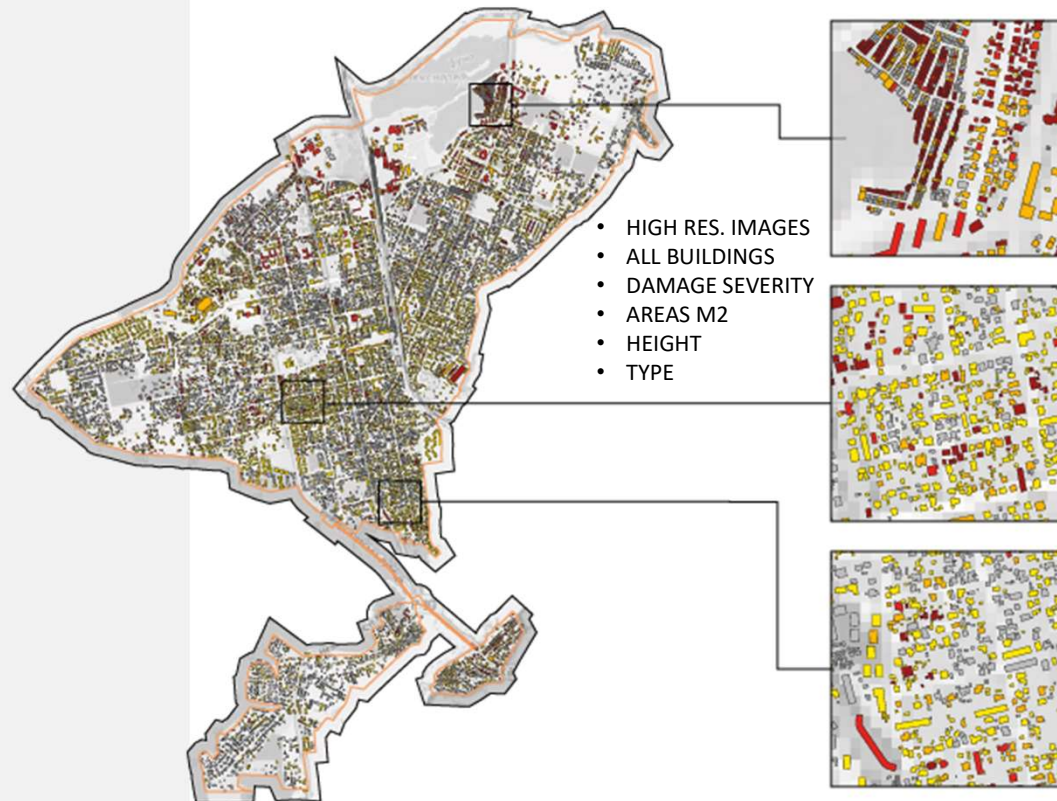 • HIGH RES. IMAGES
• ALL BUILDINGS
• DAMAGE SEVERITY
• AREAS M2
• HEIGHT
• TYPE